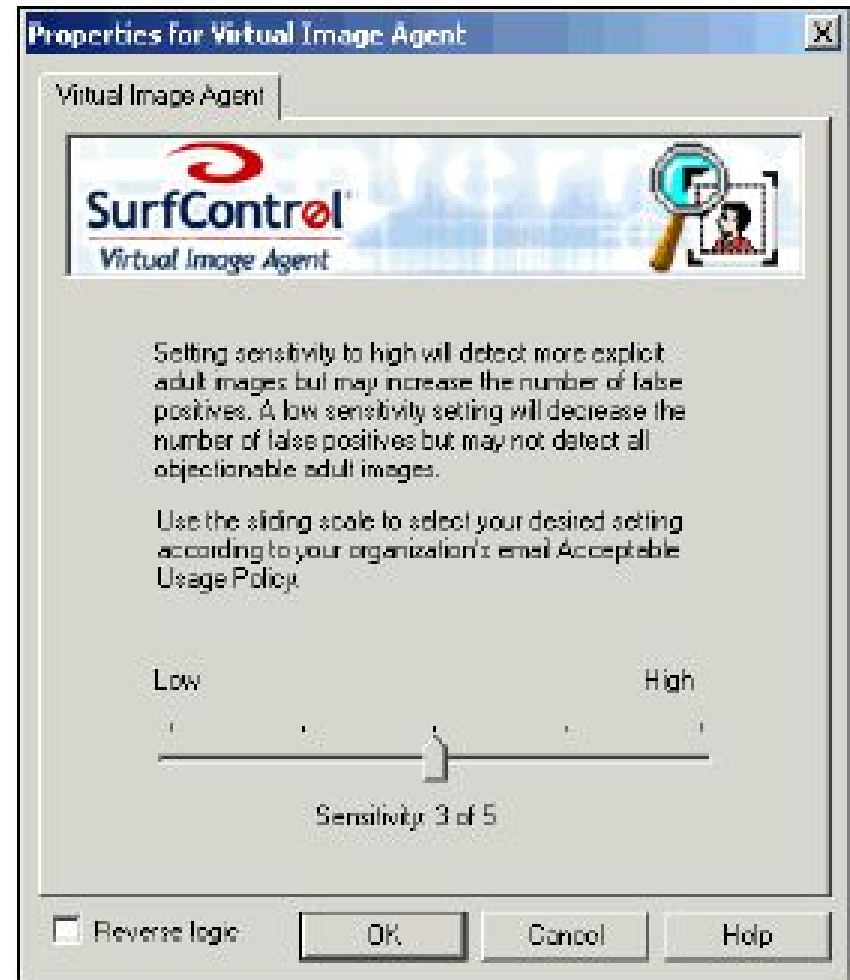 Properties for Virtual Image Agent
Virtual Image Agent
SurfControl
Virtual Image Agent
Setting sensitivity to high will detect more explicit
adult images but may increase the number of false
positives. A low sensitivity setting will decrease the
number of false positives but may not detect all
objectionable adult images.
Use the sliding scale to select your desired setting
according to your organization's email Acceptable
Usage Policy.
Low High
Sensitivity: 3 of 5
Reverse logic OK Cancel Help